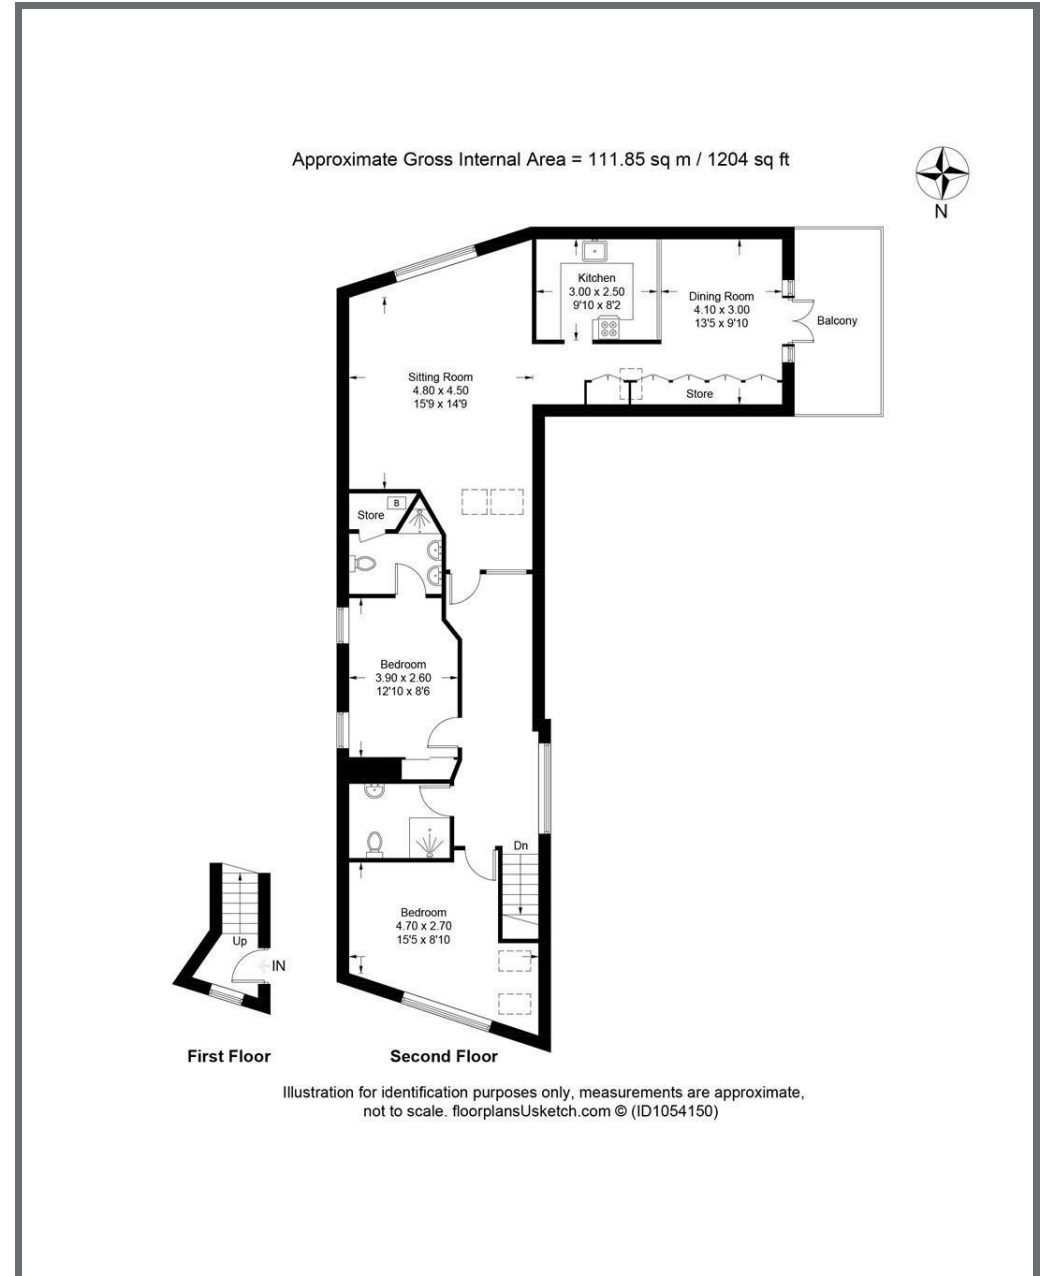 Approximate Gross Internal Area = 111.85 sq m / 1204 sq ft
N
Kitchen
3.00 x 2.50
9'10 x 8'2
Dining Room
4.10 x 3.00
13'5 x 9'10
Balcony
Sitting Room
4.80 x 4.50
15'9 x 14'9
Store
B
Store
Bedroom
3.90 x 2.60
12'10 x 8'6
Dn
Bedroom
4.70 x 2.70
15'5 x 8'10
Up
IN
First Floor
Second Floor
Illustration for identification purposes only, measurements are approximate,
not to scale. floorplansUsketch.com © (ID1054150)